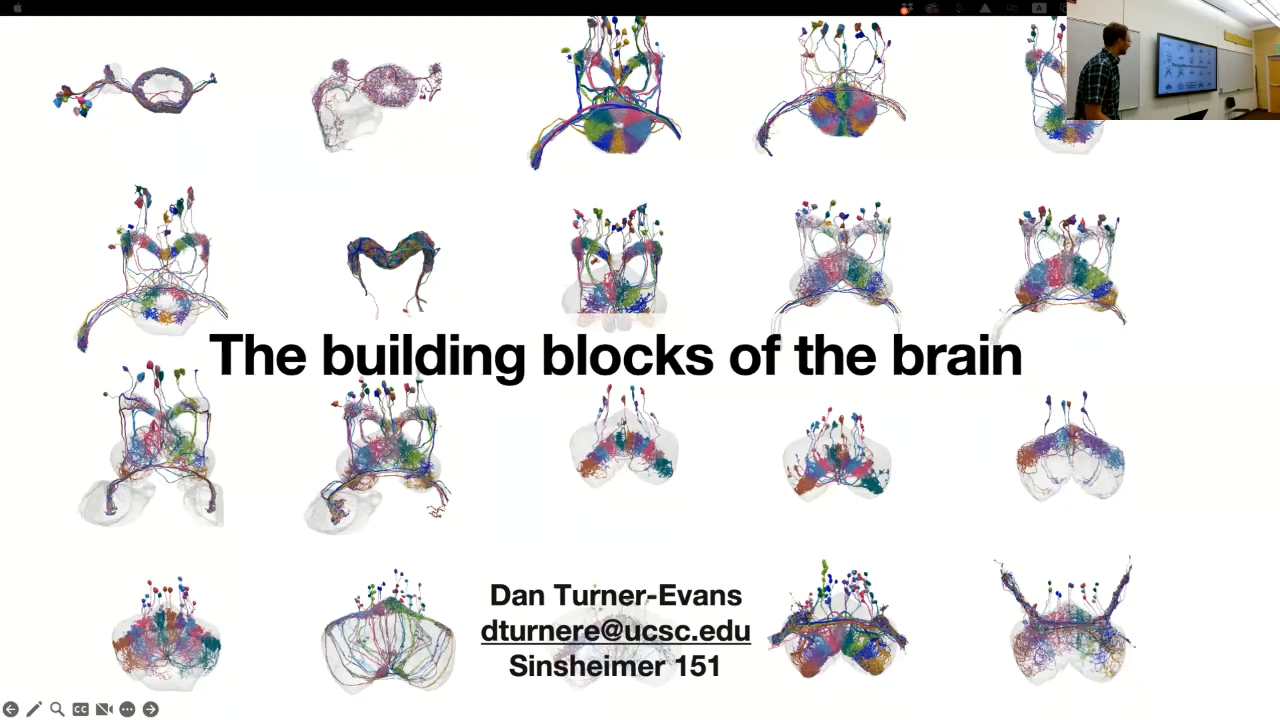 The building blocks of the brain
Dan Turner-Evans
dturnere@ucsc.edu
Sinsheimer 151